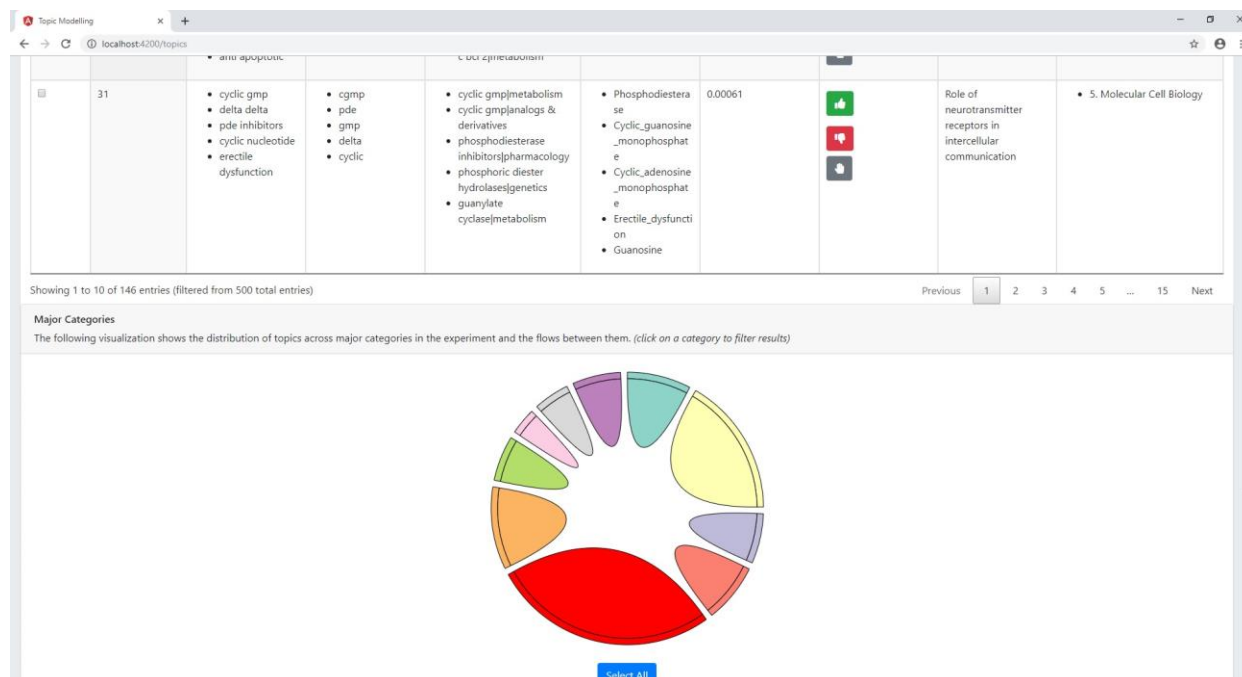 Topic Modelling
localhost:4200/topics
anti apoptotic
c bcl 2|metabolism
31
cyclic gmp
delta delta
pde inhibitors
cyclic nucleotide
erectile
dysfunction
cgmp
pde
gmp
delta
cyclic
cyclic gmp|metabolism
cyclic gmp|analogs &
derivatives
phosphodiesterase
inhibitors|pharmacology
phosphoric diester
hydrolases|genetics
guanylate
cyclase|metabolism
Phosphodiestera
se
Cyclic_guanosine
_monophosphat
e
Cyclic_adenosine
_monophosphat
e
Erectile_dysfuncti
on
Guanosine
0.00061
Role of
neurotransmitter
receptors in
intercellular
communication
5. Molecular Cell Biology
Showing 1 to 10 of 146 entries (filtered from 500 total entries)
Previous 1 2 3 4 5 ... 15 Next
Major Categories
The following visualization shows the distribution of topics across major categories in the experiment and the flows between them. (click on a category to filter results)
Select All